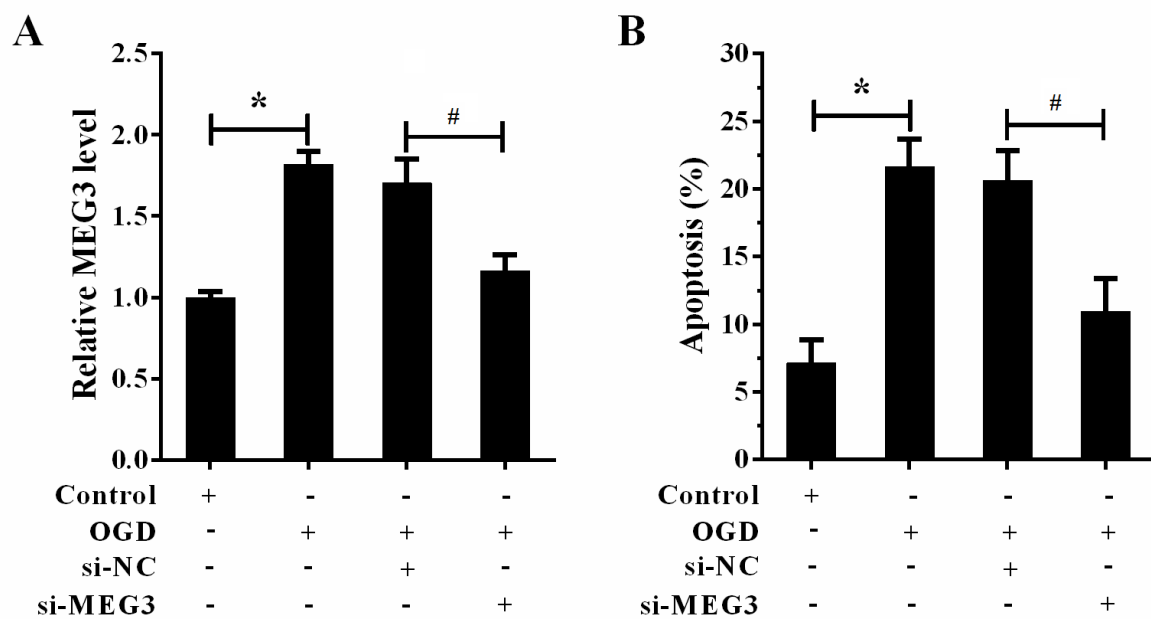 A
Relative MEG3 level
2.5
2.0
1.5
1.0
0.5
0.0
*
#
Control + - - -
OGD - + + +
si-NC - - + -
si-MEG3 - - - +
B
Apoptosis (%)
30
25
20
15
10
5
0
*
#
Control + - - -
OGD - + + +
si-NC - - + -
si-MEG3 - - - +